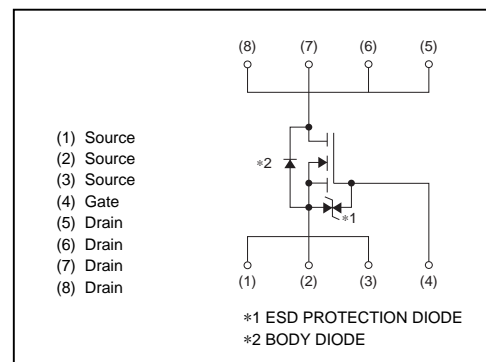 (8) (7) (6) (5)
(1) Source
(2) Source
(3) Source
(4) Gate
(5) Drain
(6) Drain
(7) Drain
(8) Drain
∗2
∗1
(1) (2) (3) (4)
∗1 ESD PROTECTION DIODE
∗2 BODY DIODE